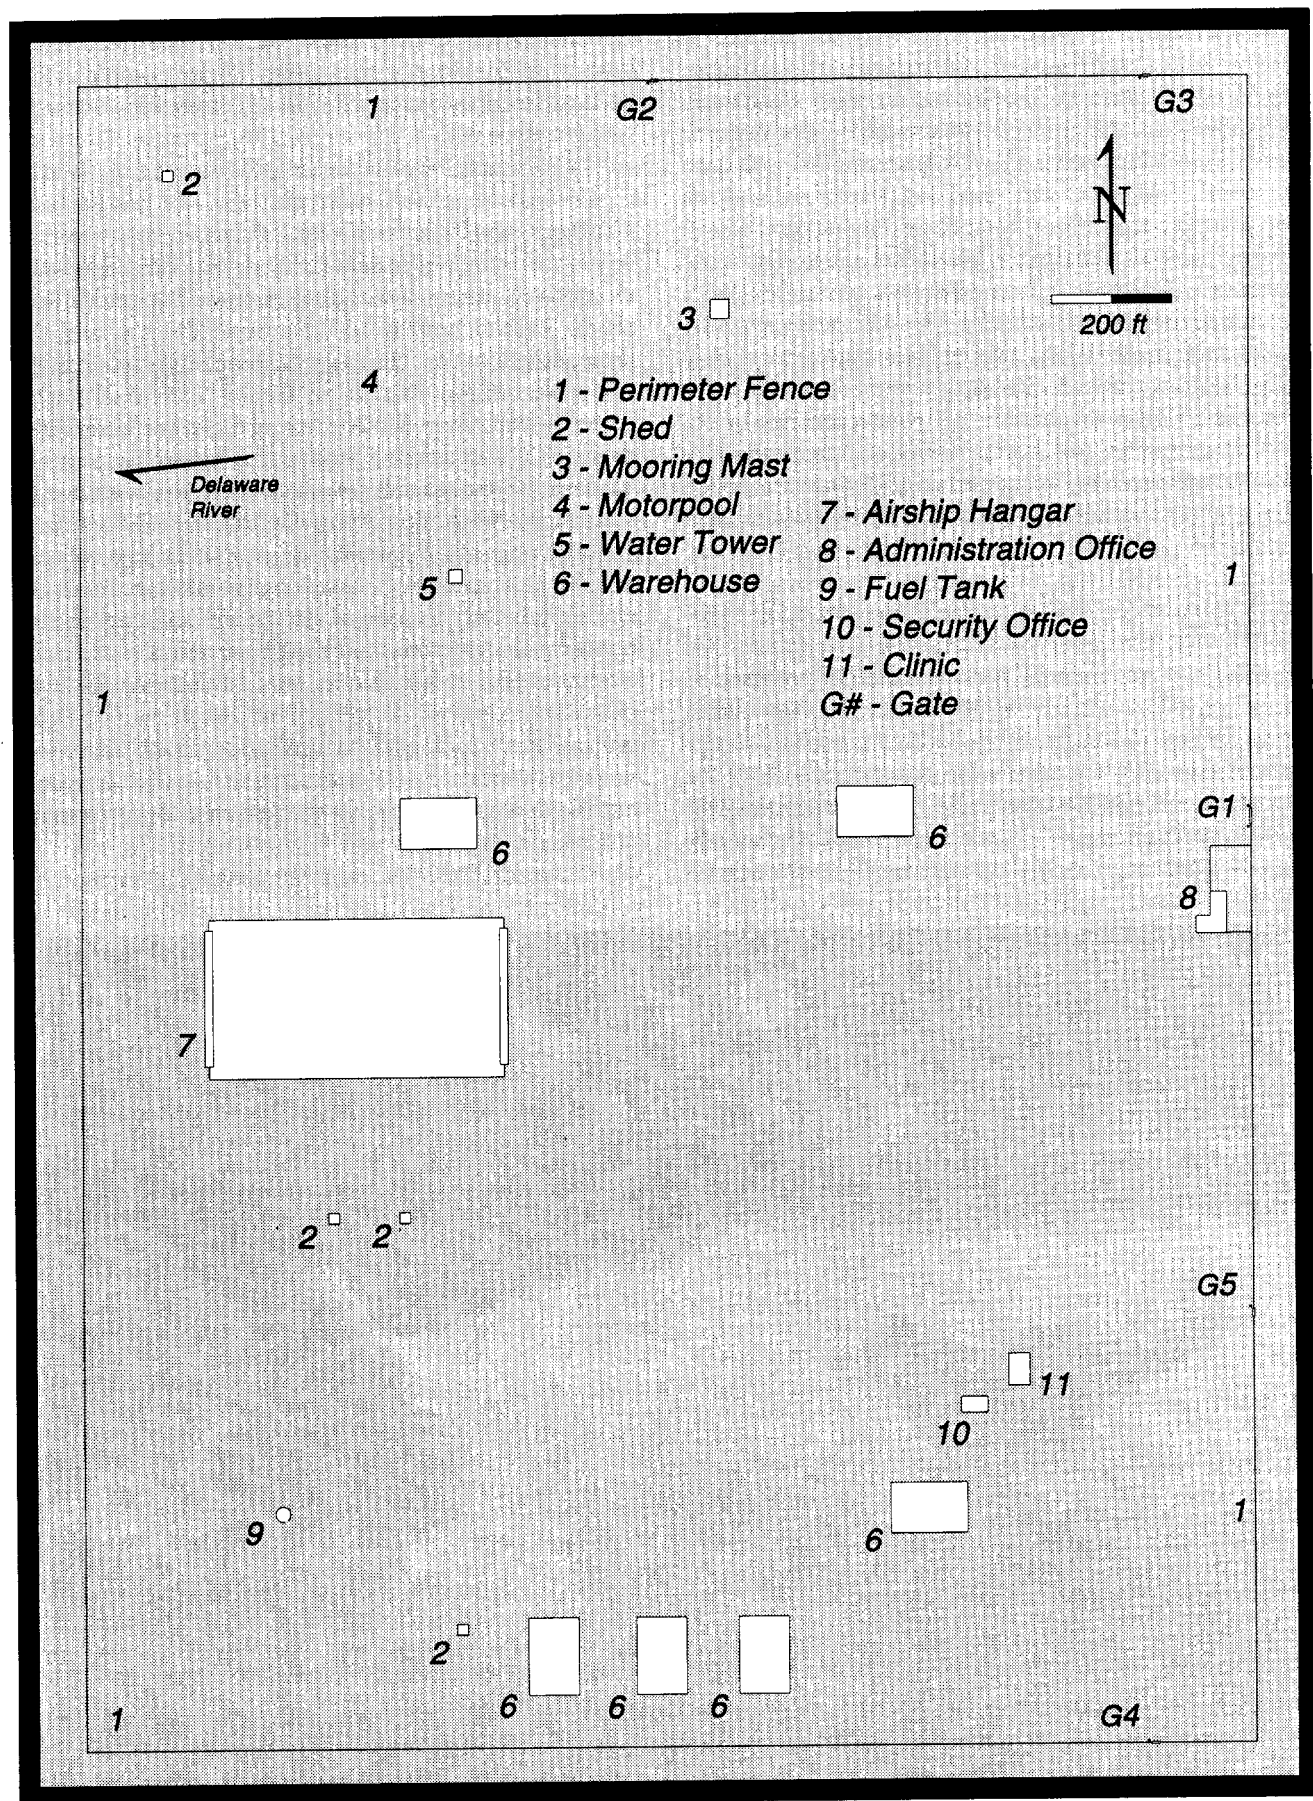 1
G2
G3
2
N
3
200 ft
4
1 - Perimeter Fence
2 - Shed
3 - Mooring Mast
4 - Motorpool
5 - Water Tower
6 - Warehouse
Delaware
River
7 - Airship Hangar
8 - Administration Office
9 - Fuel Tank
10 - Security Office
11 - Clinic
G# - Gate
5
1
1
G1
6
6
8
7
2
2
G5
11
10
9
6
1
2
6
6
6
1
G4